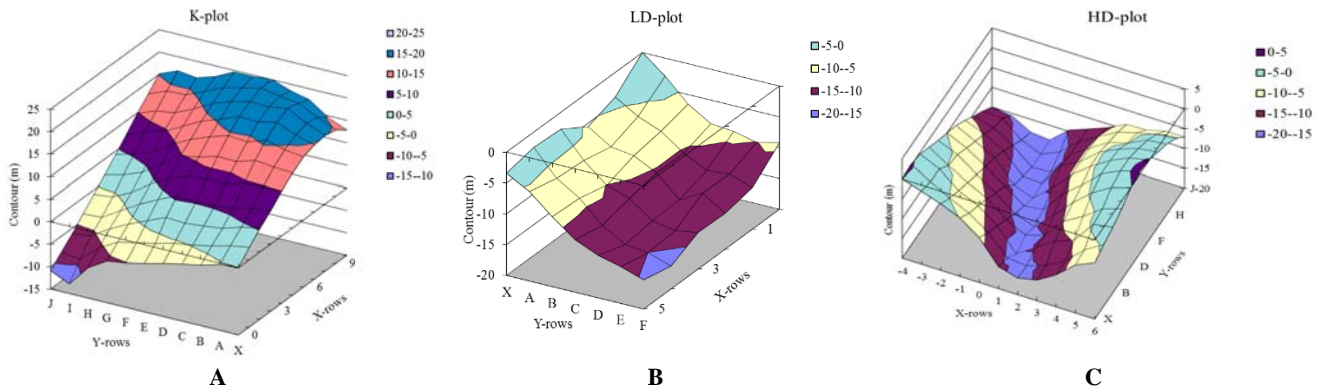 K-plot
20-25
15-20
10-15
5-10
0-5
-5-0
-10--5
-15--10
Contour (m)
25
20
15
10
5
0
-5
-10
-15
J I H G F E D C B A X
Y-rows
0 3 6 9
X-rows
A
LD-plot
-5-0
-10--5
-15--10
-20--15
Contour (m)
0
-5
-10
-15
-20
X A B C D E F
Y-rows
5 3 1
X-rows
B
HD-plot
0-5
-5-0
-10--5
-15--10
-20--15
5
0
-5
-10
-15
J-20
Contour (m)
-4 -3 -2 -1 0 1 2 3 4 5 6
X-rows
X B D F H
Y-rows
C